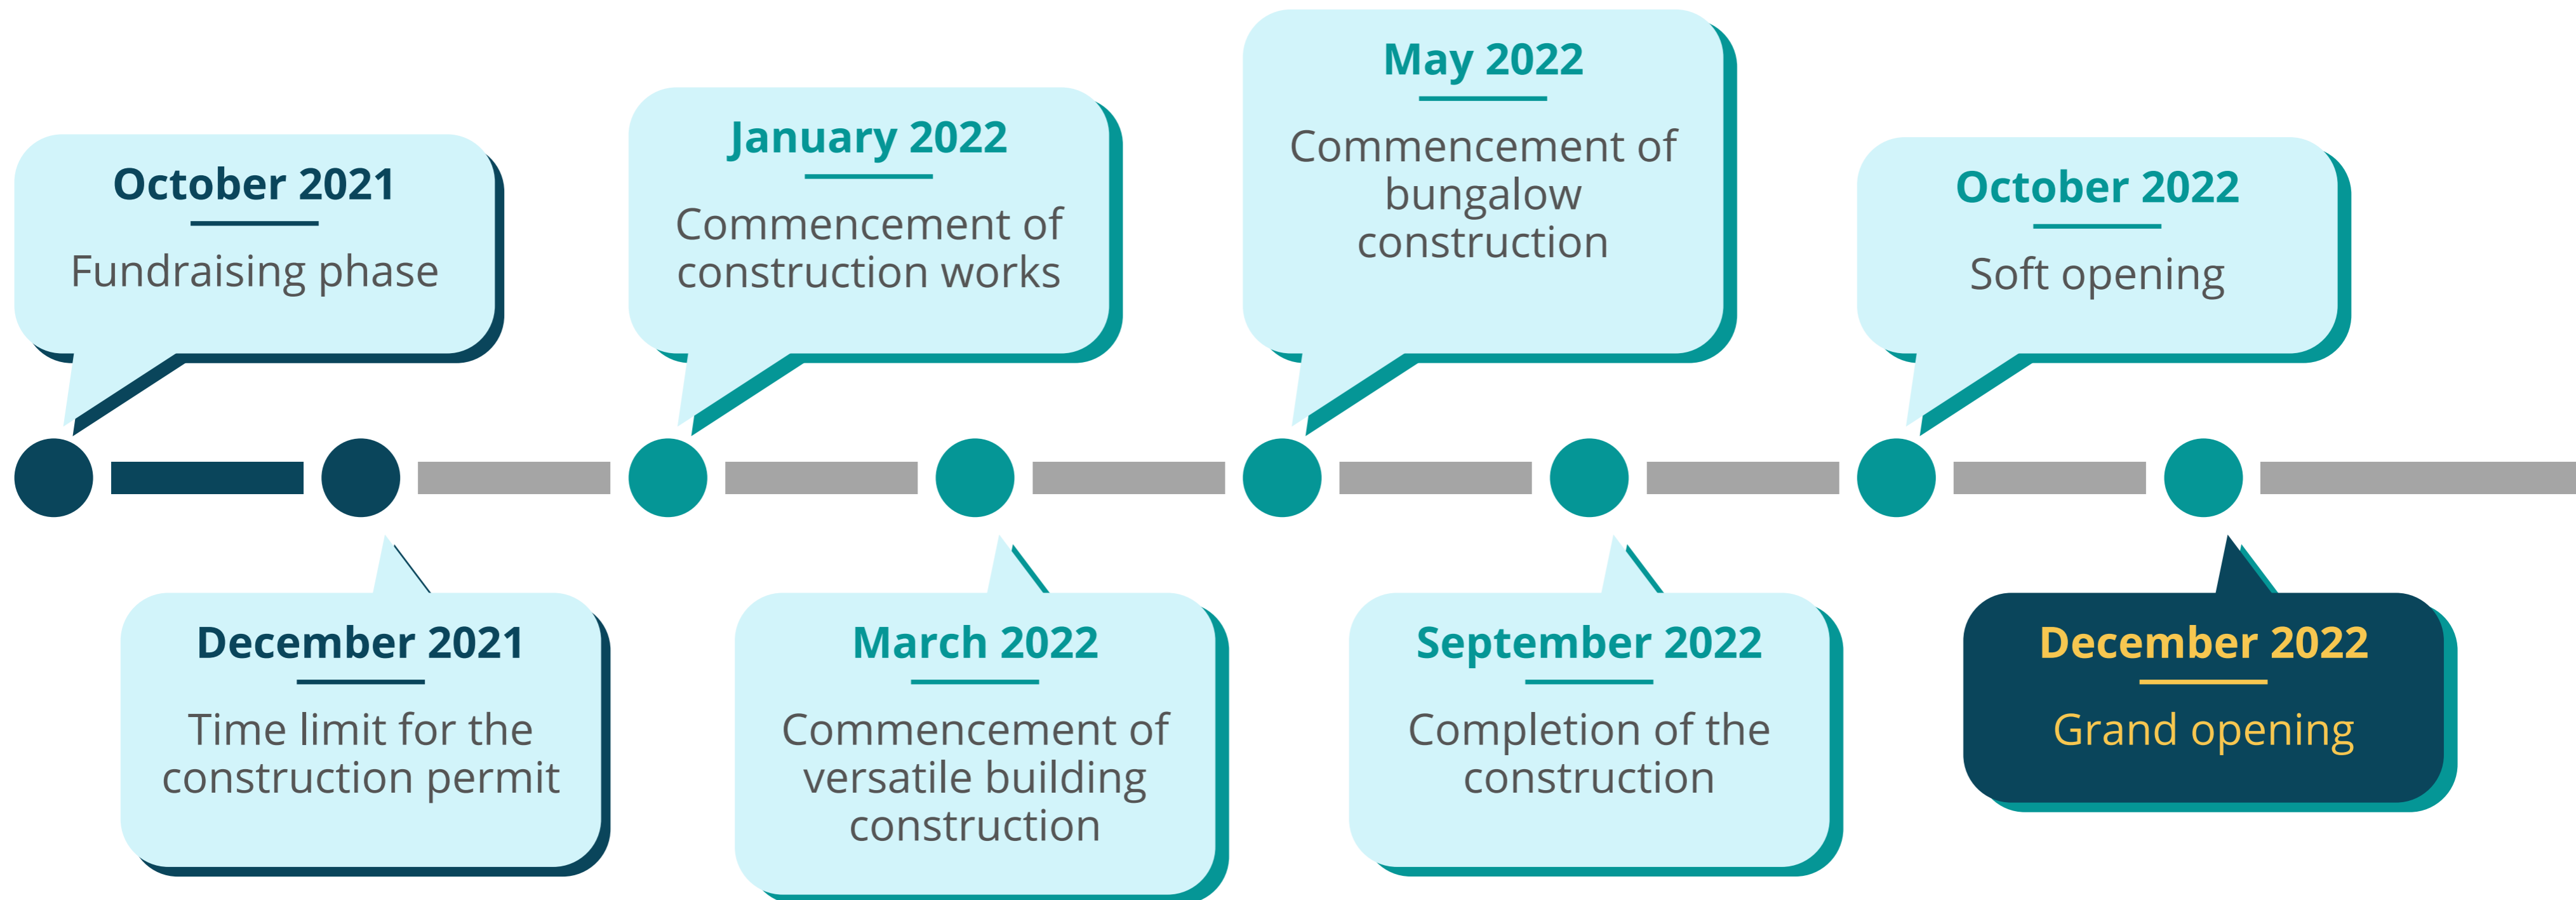 October 2021
Fundraising phase
December 2021
Time limit for the
construction permit
January 2022
Commencement of
construction works
March 2022
Commencement of
versatile building
construction
May 2022
Commencement of
bungalow
construction
September 2022
Completion of the
construction
October 2022
Soft opening
December 2022
Grand opening